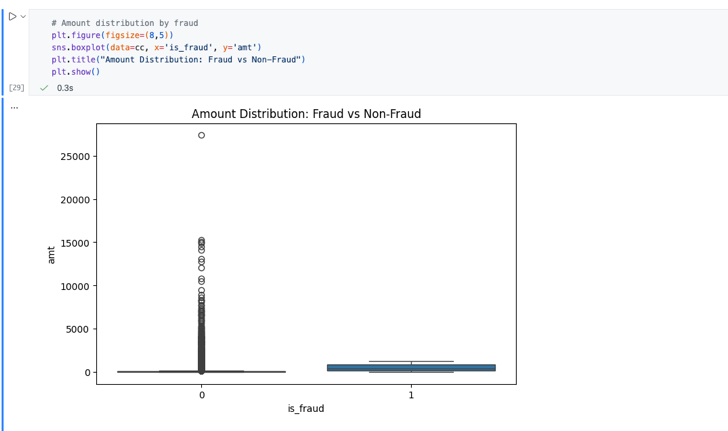 # Amount distribution by fraud
plt.figure(figsize=(8,5))
sns.boxplot(data=cc, x='is_fraud', y='amt')
plt.title("Amount Distribution: Fraud vs Non-Fraud")
plt.show()
[29]
0.3s
...
Amount Distribution: Fraud vs Non-Fraud
25000
20000
15000
10000
5000
0
amt
0
1
is_fraud